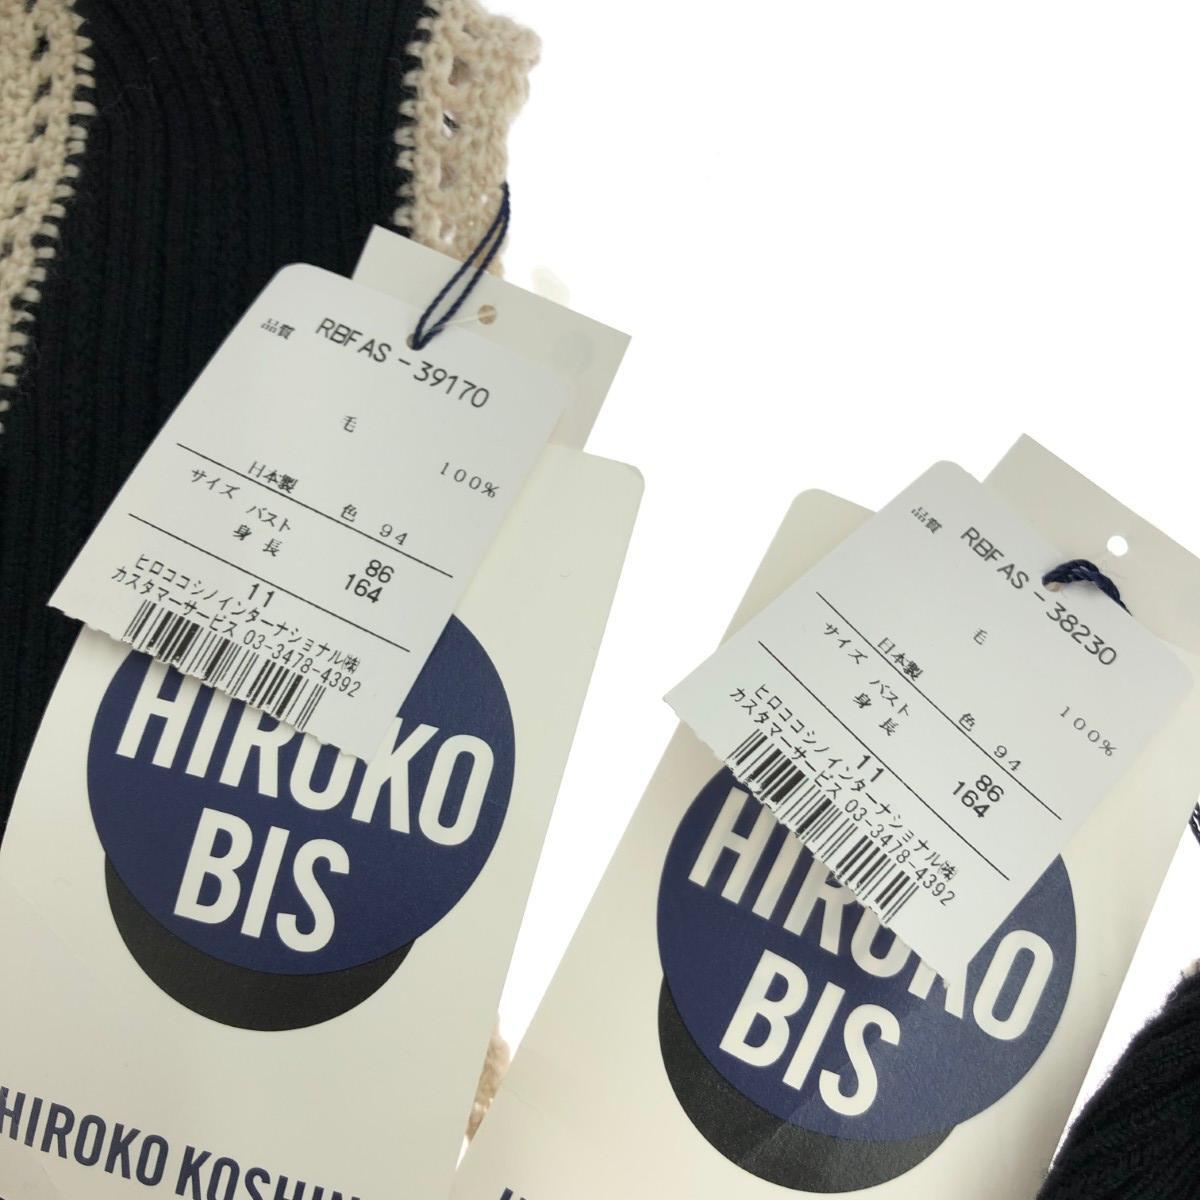 品質 RBFAS-39170
毛
100%
日本製 色 94
サイズ バスト 86
身長 164
11
ヒロココシノインターナショナル㈱
カスタマーサービス 03-3478-4392
HIROKO
BIS
HIROKO KOSHIN
品質 RBFAS-38230
毛
100%
日本製 色 94
サイズ バスト 86
身長 164
11
ヒロココシノインターナショナル㈱
カスタマーサービス 03-3478-4392
HIROKO
BIS